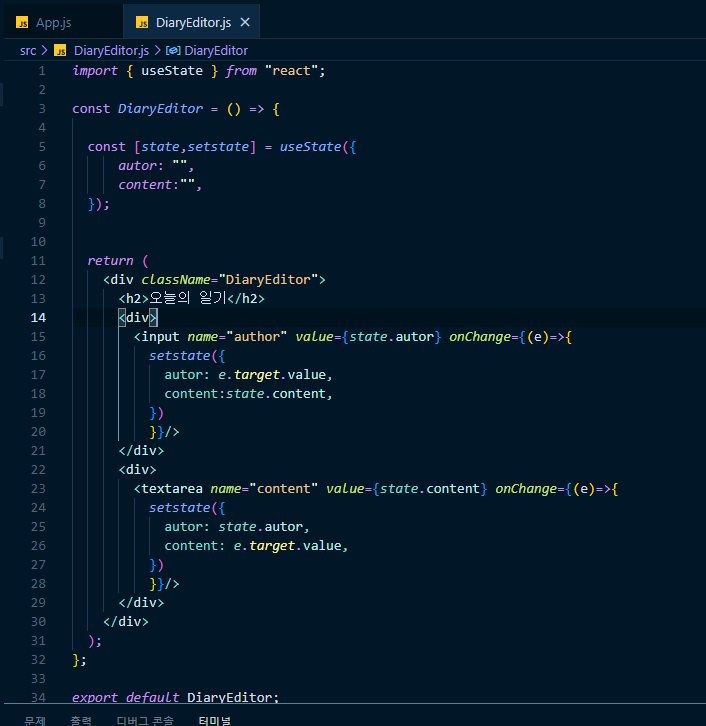 JS App.js JS DiaryEditor.js ×
src > JS DiaryEditor.js > DiaryEditor
1 import { useState } from "react";
2
3 const DiaryEditor = () => {
4
5 const [state,setstate] = useState({
6 autor: "",
7 content:"",
8 });
9
10
11 return (
12 <div className="DiaryEditor">
13 <h2>오늘의 일기</h2>
14 <div>
15 <input name="author" value={state.autor} onChange={(e)=>{
16 setstate({
17 autor: e.target.value,
18 content:state.content,
19 })
20 }}/>
21 </div>
22 <div>
23 <textarea name="content" value={state.content} onChange={(e)=>{
24 setstate({
25 autor: state.autor,
26 content: e.target.value,
27 })
28 }}/>
29 </div>
30 </div>
31 );
32 };
33
34 export default DiaryEditor;
문제 출력 디버그 콘솔 터미널